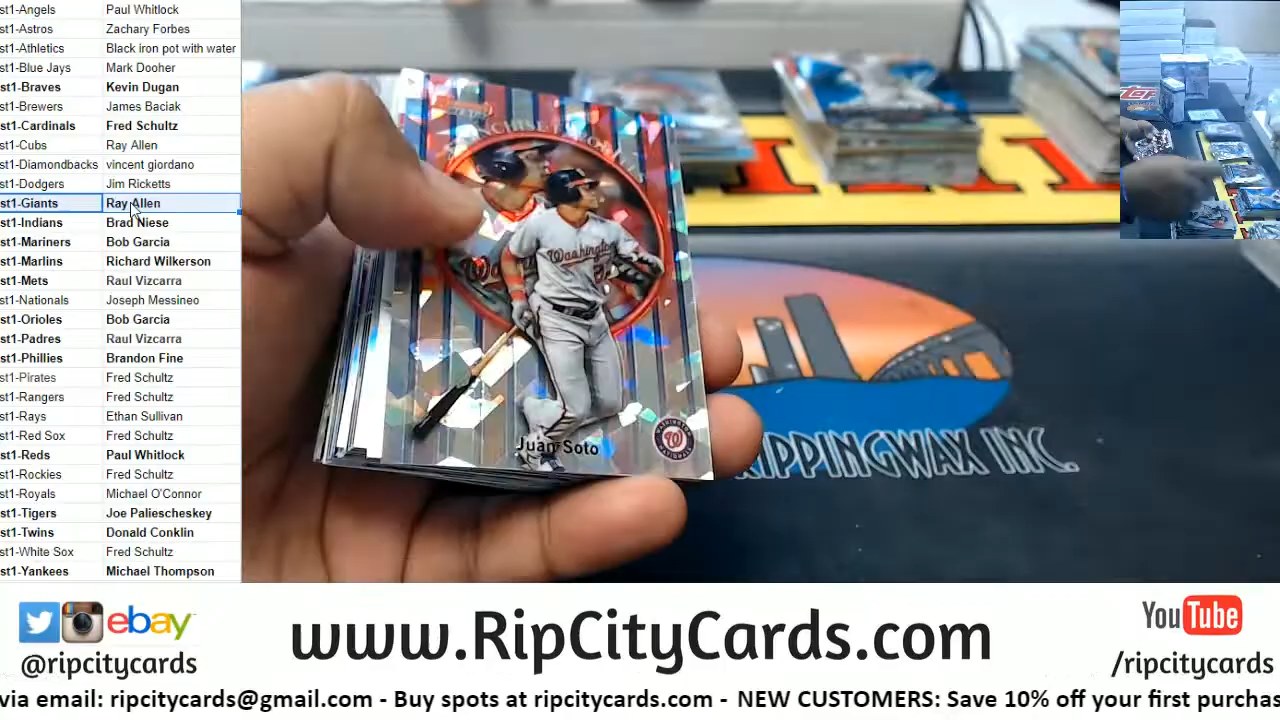 st1-Angels Paul Whitlock
st1-Astros Zachary Forbes
st1-Athletics Black iron pot with water
st1-Blue Jays Mark Dooher
st1-Braves Kevin Dugan
st1-Brewers James Baciak
st1-Cardinals Fred Schultz
st1-Cubs Ray Allen
st1-Diamondbacks vincent giordano
st1-Dodgers Jim Ricketts
st1-Giants Ray Allen
st1-Indians Brad Niese
st1-Mariners Bob Garcia
st1-Marlins Richard Wilkerson
st1-Mets Raul Vizcarra
st1-Nationals Joseph Messineo
st1-Orioles Bob Garcia
st1-Padres Raul Vizcarra
st1-Phillies Brandon Fine
st1-Pirates Fred Schultz
st1-Rangers Fred Schultz
st1-Rays Ethan Sullivan
st1-Red Sox Fred Schultz
st1-Reds Paul Whitlock
st1-Rockies Fred Schultz
st1-Royals Michael O'Connor
st1-Tigers Joe Paliescheskey
st1-Twins Donald Conklin
st1-White Sox Fred Schultz
st1-Yankees Michael Thompson
Washington
Juan Soto
W
RIPPINGWAX INC.
ebay
@ripcitycards
www.RipCityCards.com
YouTube
/ripcitycards
via email: ripcitycards@gmail.com - Buy spots at ripcitycards.com - NEW CUSTOMERS: Save 10% off your first purchas